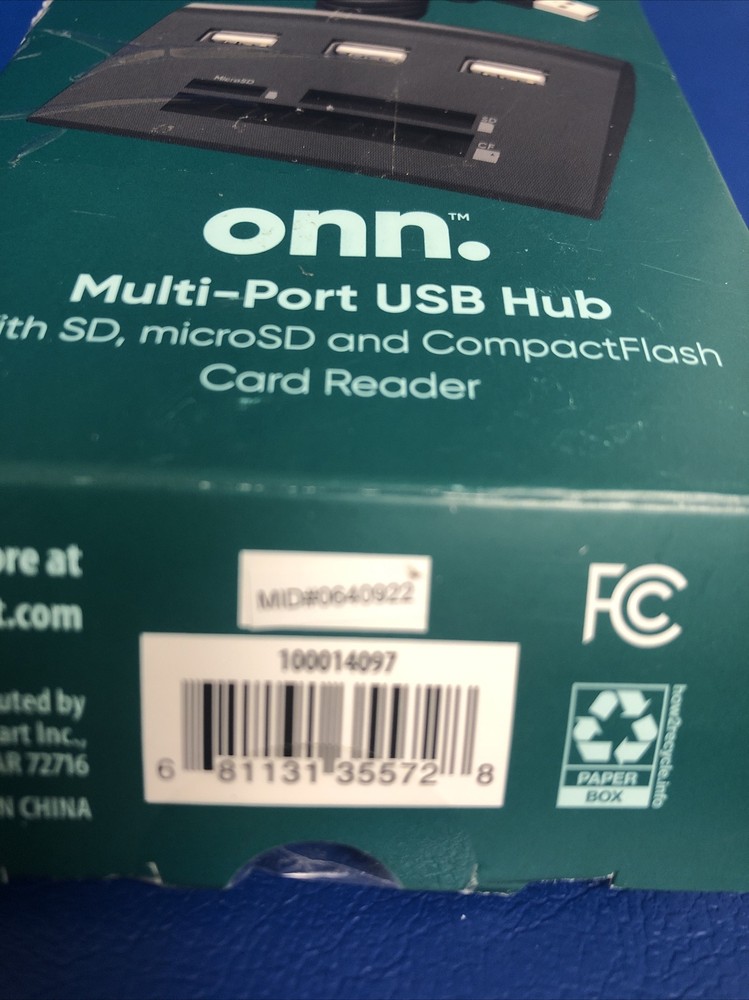 MicroSD
SD
CF
onn.™
Multi-Port USB Hub
ith SD, microSD and CompactFlash
Card Reader
ore at
t.com
MID#0640922
100014097
6 81131 35572 8
uted by
art Inc.,
AR 72716
N CHINA
FC
PAPER
BOX
how2recycle.info